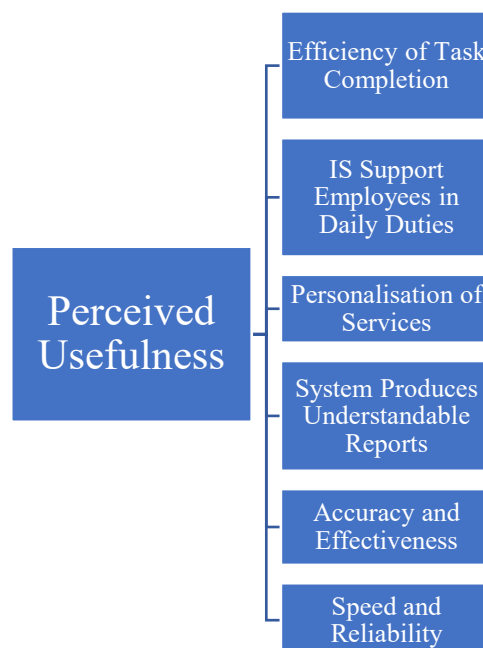 Perceived
Usefulness
Efficiency of Task
Completion
IS Support
Employees in
Daily Duties
Personalisation of
Services
System Produces
Understandable
Reports
Accuracy and
Effectiveness
Speed and
Reliability